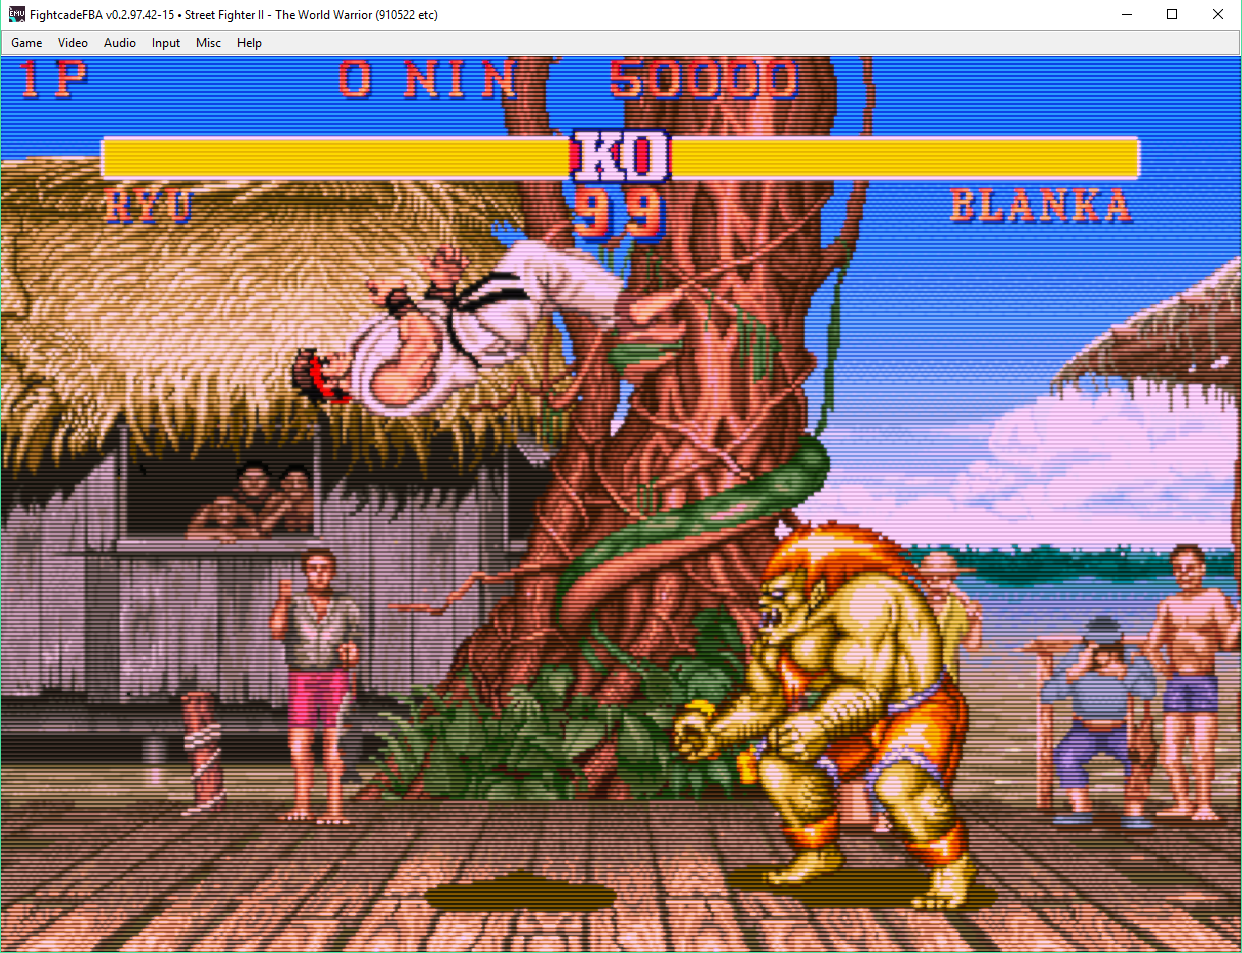 EMU FightcadeFBA v0.2.97.42-15 • Street Fighter II - The World Warrior (910522 etc)
Game Video Audio Input Misc Help
1P 0 NIN 50000
KO
RYU 99 BLANKA